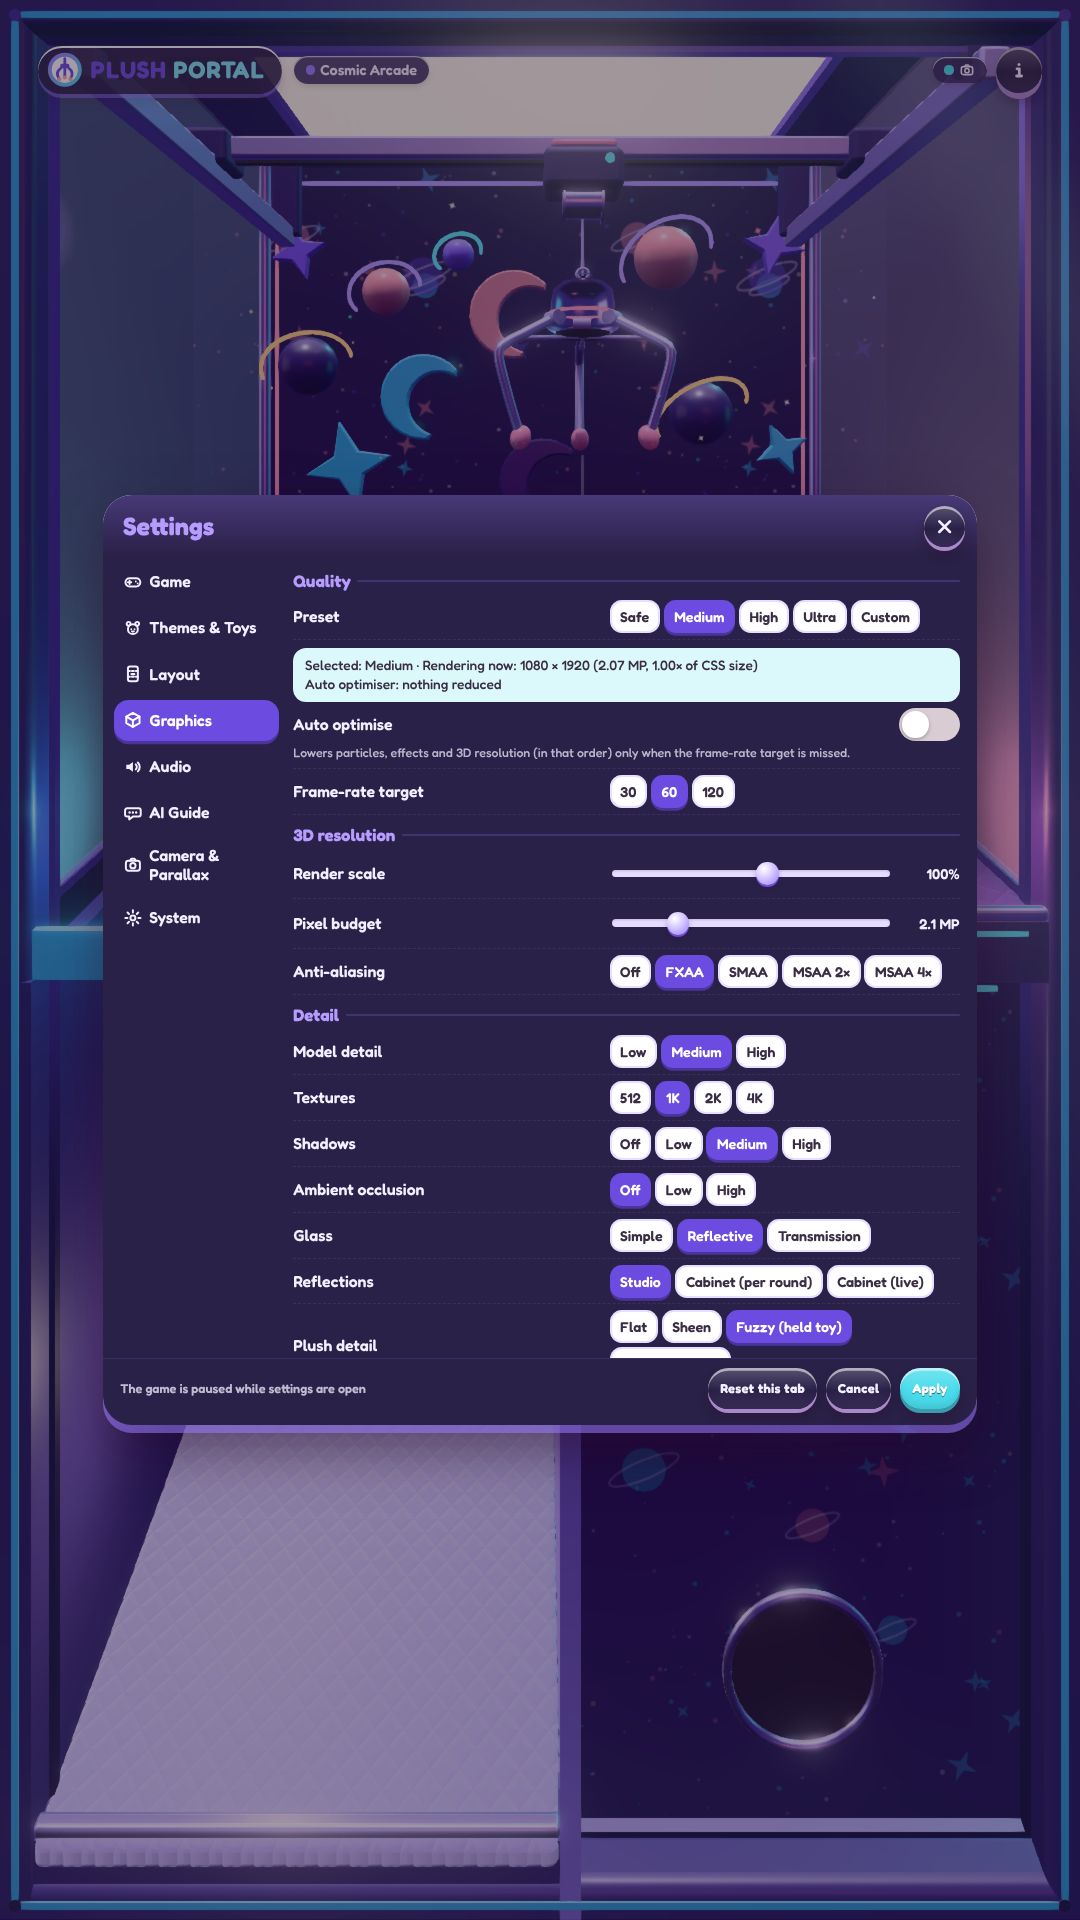 PLUSH PORTAL
Cosmic Arcade
i
Settings
Game
Themes & Toys
Layout
Graphics
Audio
AI Guide
Camera &
Parallax
System
Quality
Preset
Safe Medium High Ultra Custom
Selected: Medium · Rendering now: 1080 × 1920 (2.07 MP, 1.00× of CSS size)
Auto optimiser: nothing reduced
Auto optimise
Lowers particles, effects and 3D resolution (in that order) only when the frame-rate target is missed.
Frame-rate target 30 60 120
3D resolution
Render scale 100%
Pixel budget 2.1 MP
Anti-aliasing Off FXAA SMAA MSAA 2× MSAA 4×
Detail
Model detail Low Medium High
Textures 512 1K 2K 4K
Shadows Off Low Medium High
Ambient occlusion Off Low High
Glass Simple Reflective Transmission
Reflections Studio Cabinet (per round) Cabinet (live)
Plush detail Flat Sheen Fuzzy (held toy)
The game is paused while settings are open
Reset this tab Cancel Apply